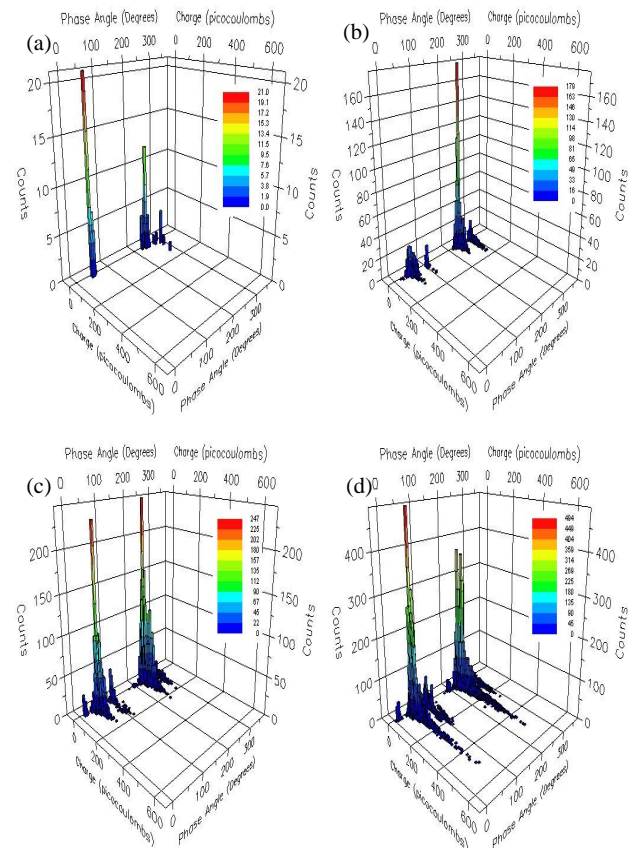 (a)
Phase Angle (Degrees) Charge (picocoulombs)
0 100 200 300 0 200 400 600
20 15 10 5 0
Counts
21.0
19.1
17.2
15.3
13.4
11.5
9.5
7.6
5.7
3.8
1.9
0.0
20 15 10 5 0
Counts
0 200 400 600
Charge (picocoulombs)
0 100 200 300
Phase Angle (Degrees)
(b)
Phase Angle (Degrees) Charge (picocoulombs)
0 100 200 300 0 200 400 600
160 140 120 100 80 60 40 20 0
Counts
179
163
146
130
114
98
81
65
49
33
16
0
160 140 120 100 80 60 40 20 0
Counts
0 200 400 600
Charge (picocoulombs)
0 100 200 300
Phase Angle (Degrees)
(c)
Phase Angle (Degrees) Charge (picocoulombs)
0 100 200 300 0 200 400 600
200 150 100 50 0
Counts
247
225
202
180
157
135
112
90
67
45
22
0
200 150 100 50 0
Counts
0 200 400 600
Charge (picocoulombs)
0 100 200 300
Phase Angle (Degrees)
(d)
Phase Angle (Degrees) Charge (picocoulombs)
0 100 200 300 0 200 400 600
400 300 200 100 0
Counts
494
449
404
359
314
269
225
180
135
90
45
0
400 300 200 100 0
Counts
0 200 400 600
Charge (picocoulombs)
0 100 200 300
Phase Angle (Degrees)